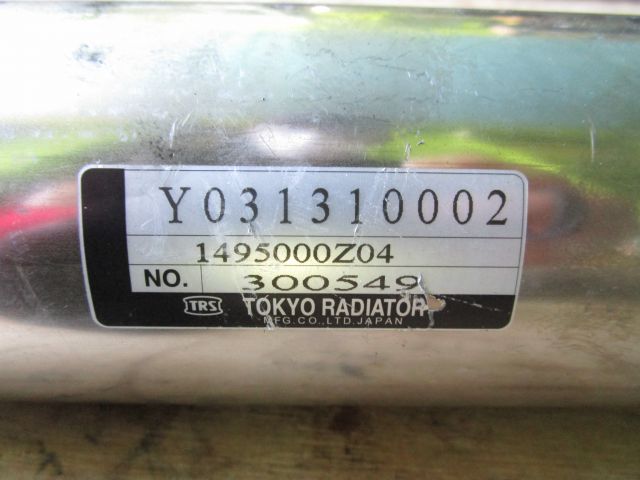 Y031310002
1495000Z04
NO. 300549
TRS TOKYO RADIATOR
MFG.CO.,LTD.JAPAN